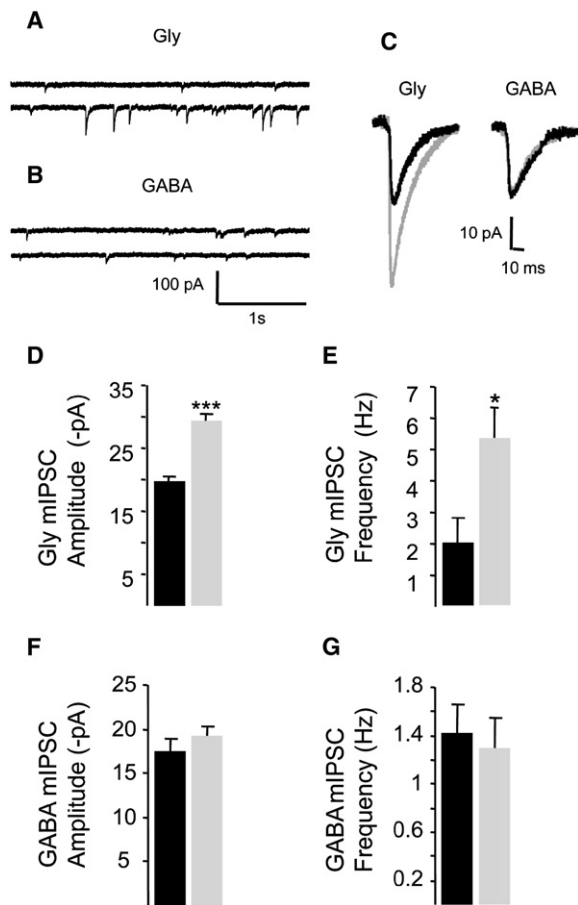 A
Gly
B
GABA
100 pA
1s
C
Gly GABA
10 pA
10 ms
D
Gly mIPSC
Amplitude (-pA)
35
25
15
5
***
E
Gly mIPSC
Frequency (Hz)
7
6
5
4
3
2
1
*
F
GABA mIPSC
Amplitude (-pA)
25
20
15
10
5
G
GABA mIPSC
Frequency (Hz)
1.8
1.4
1
0.6
0.2